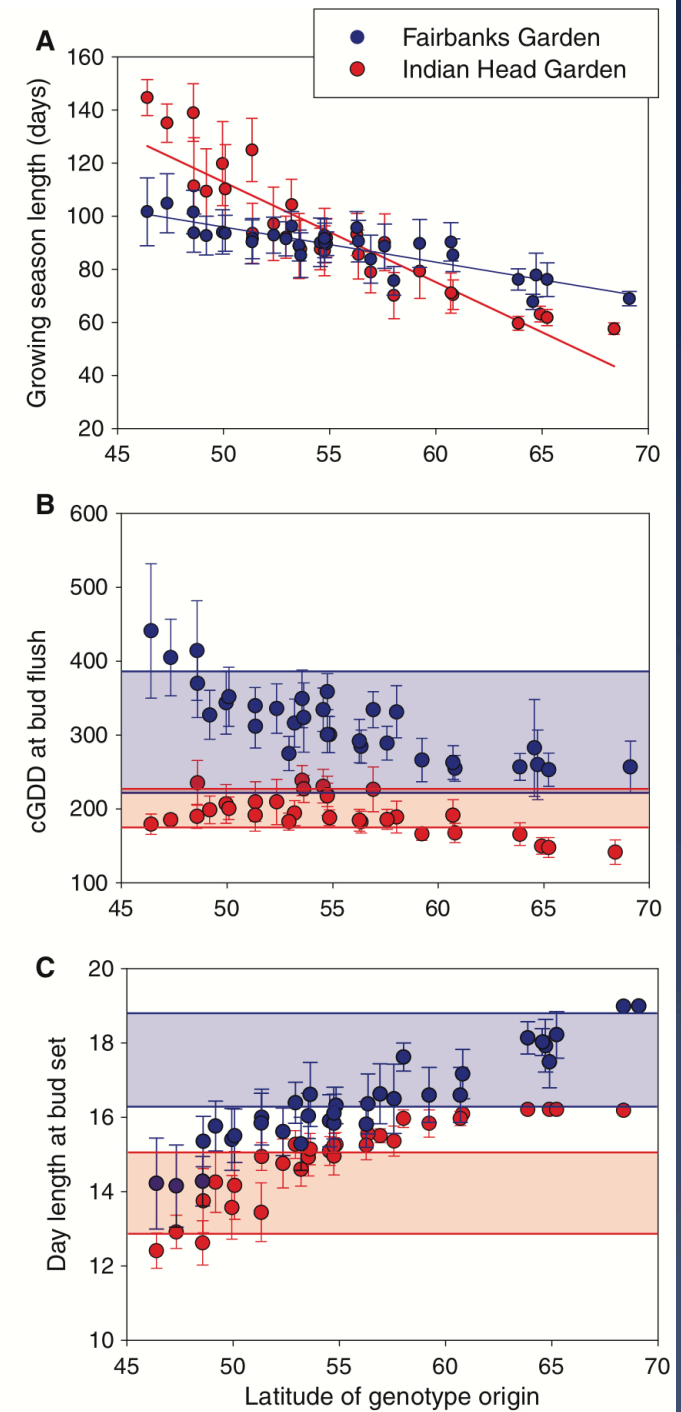 A
Fairbanks Garden
Indian Head Garden
Growing season length (days)
160
140
120
100
80
60
40
20
45 50 55 60 65 70
B
cGDD at bud flush
600
500
400
300
200
100
45 50 55 60 65 70
C
Day length at bud set
20
18
16
14
12
10
45 50 55 60 65 70
Latitude of genotype origin